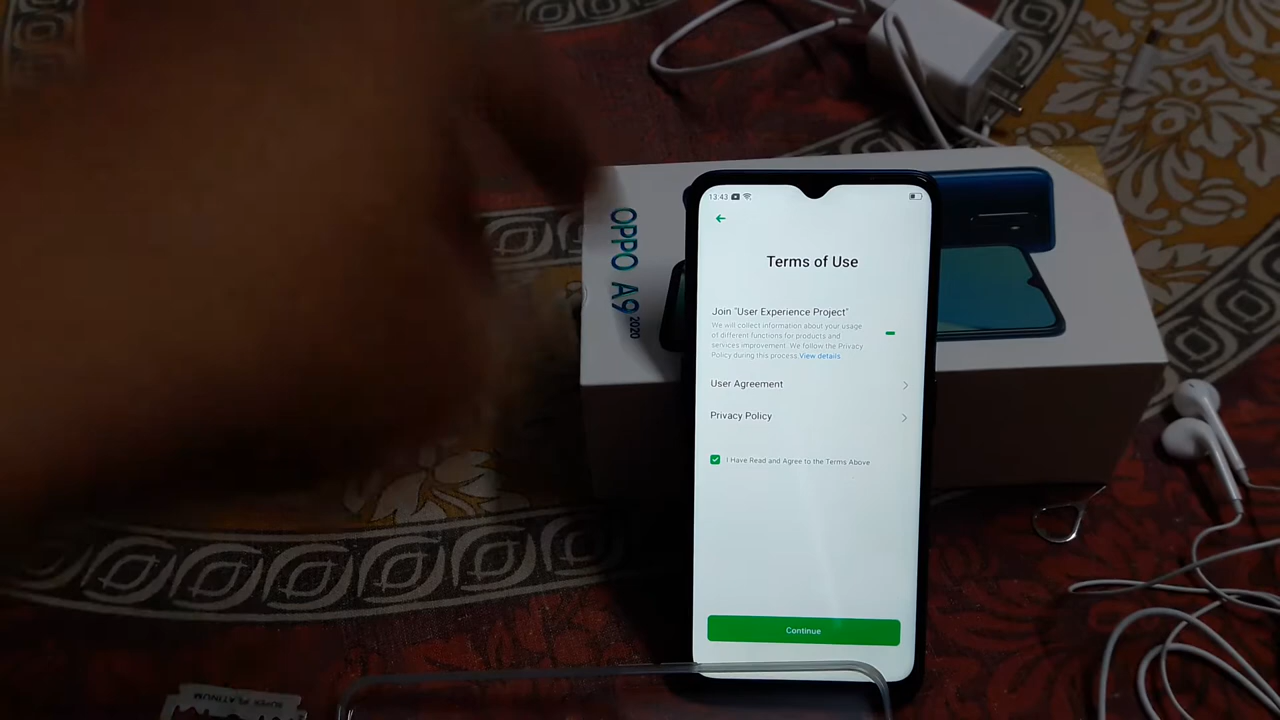 OPPO A9 2020
13:43
Terms of Use
Join "User Experience Project"
We will collect information about your usage
of different functions for products and
services improvement. We follow the Privacy
Policy during this process. View details
User Agreement
Privacy Policy
I Have Read and Agree to the Terms Above
Continue
SUPER PLATINUM